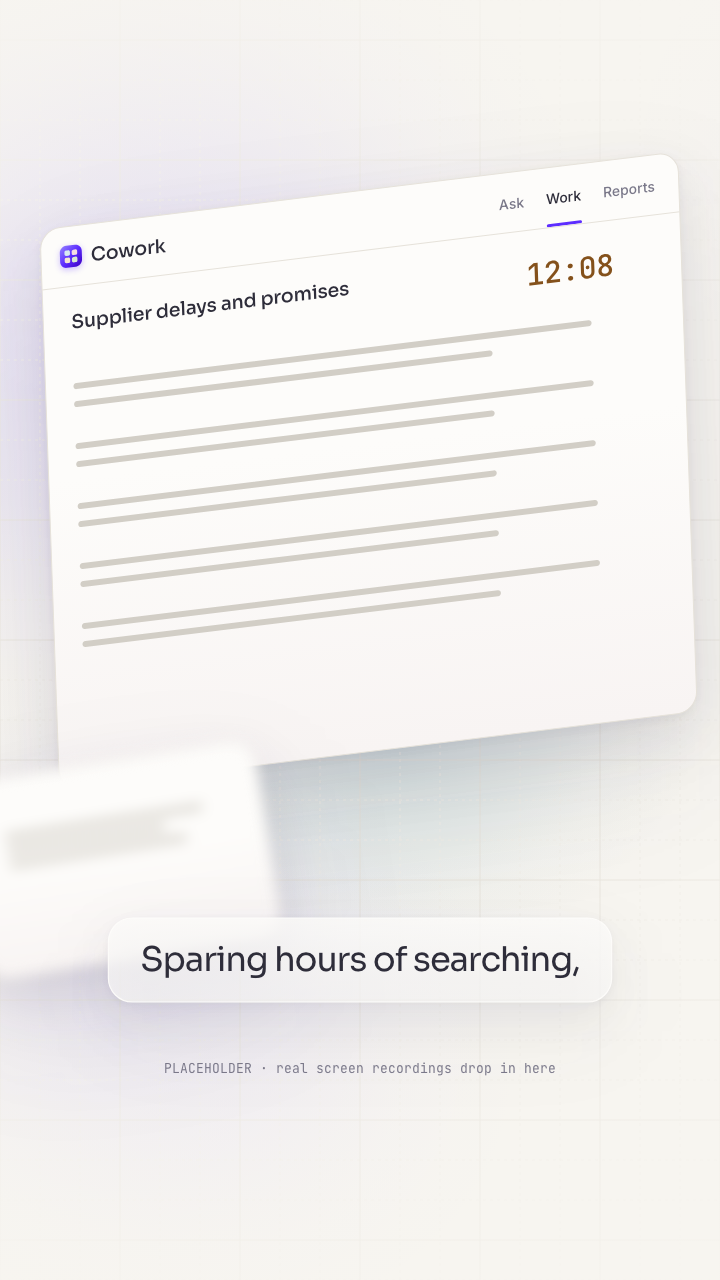 Cowork
Ask Work Reports
Supplier delays and promises
12:08
Sparing hours of searching,
PLACEHOLDER · real screen recordings drop in here